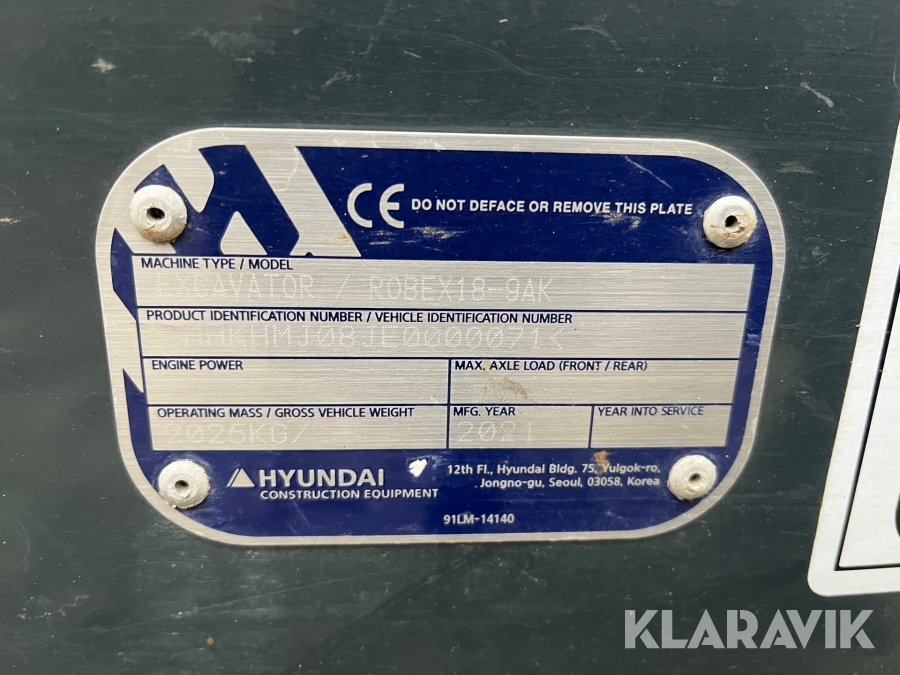 CE DO NOT DEFACE OR REMOVE THIS PLATE
MACHINE TYPE / MODEL
EXCAVATOR / ROBEX18-9AK
PRODUCT IDENTIFICATION NUMBER / VEHICLE IDENTIFICATION NUMBER
ENGINE POWER
MAX. AXLE LOAD (FRONT / REAR)
OPERATING MASS / GROSS VEHICLE WEIGHT
MFG. YEAR
YEAR INTO SERVICE
2025KG/
2021
HYUNDAI
CONSTRUCTION EQUIPMENT
12th Fl., Hyundai Bldg. 75, Yulgok-ro,
Jongno-gu, Seoul, 03058, Korea
91LM-14140
KLARAVIK